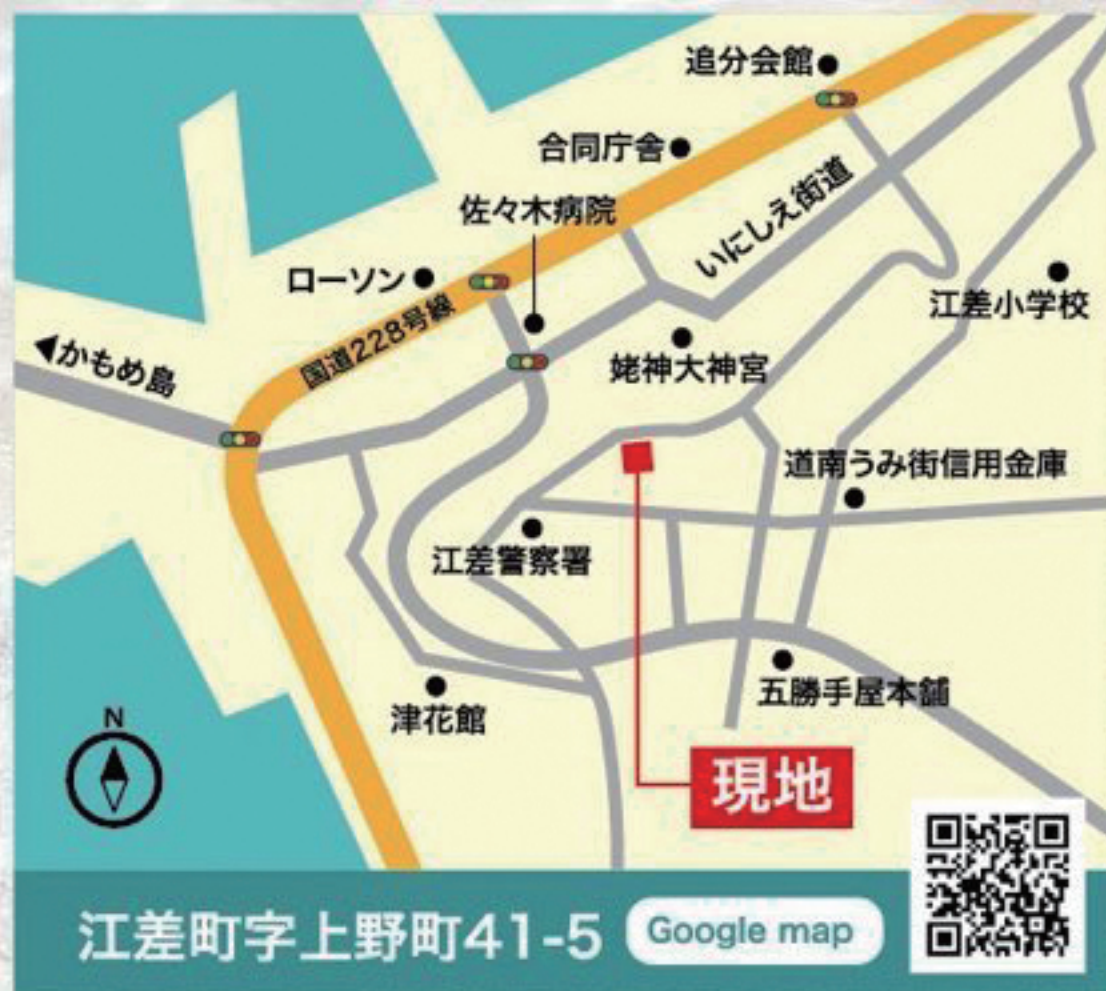 追分会館
合同庁舎
佐々木病院
いにしえ街道
ローソン
国道228号線
江差小学校
◀かもめ島
姥神大神宮
道南うみ街信用金庫
江差警察署
津花館
五勝手屋本舗
N
現地
江差町字上野町41-5
Google map